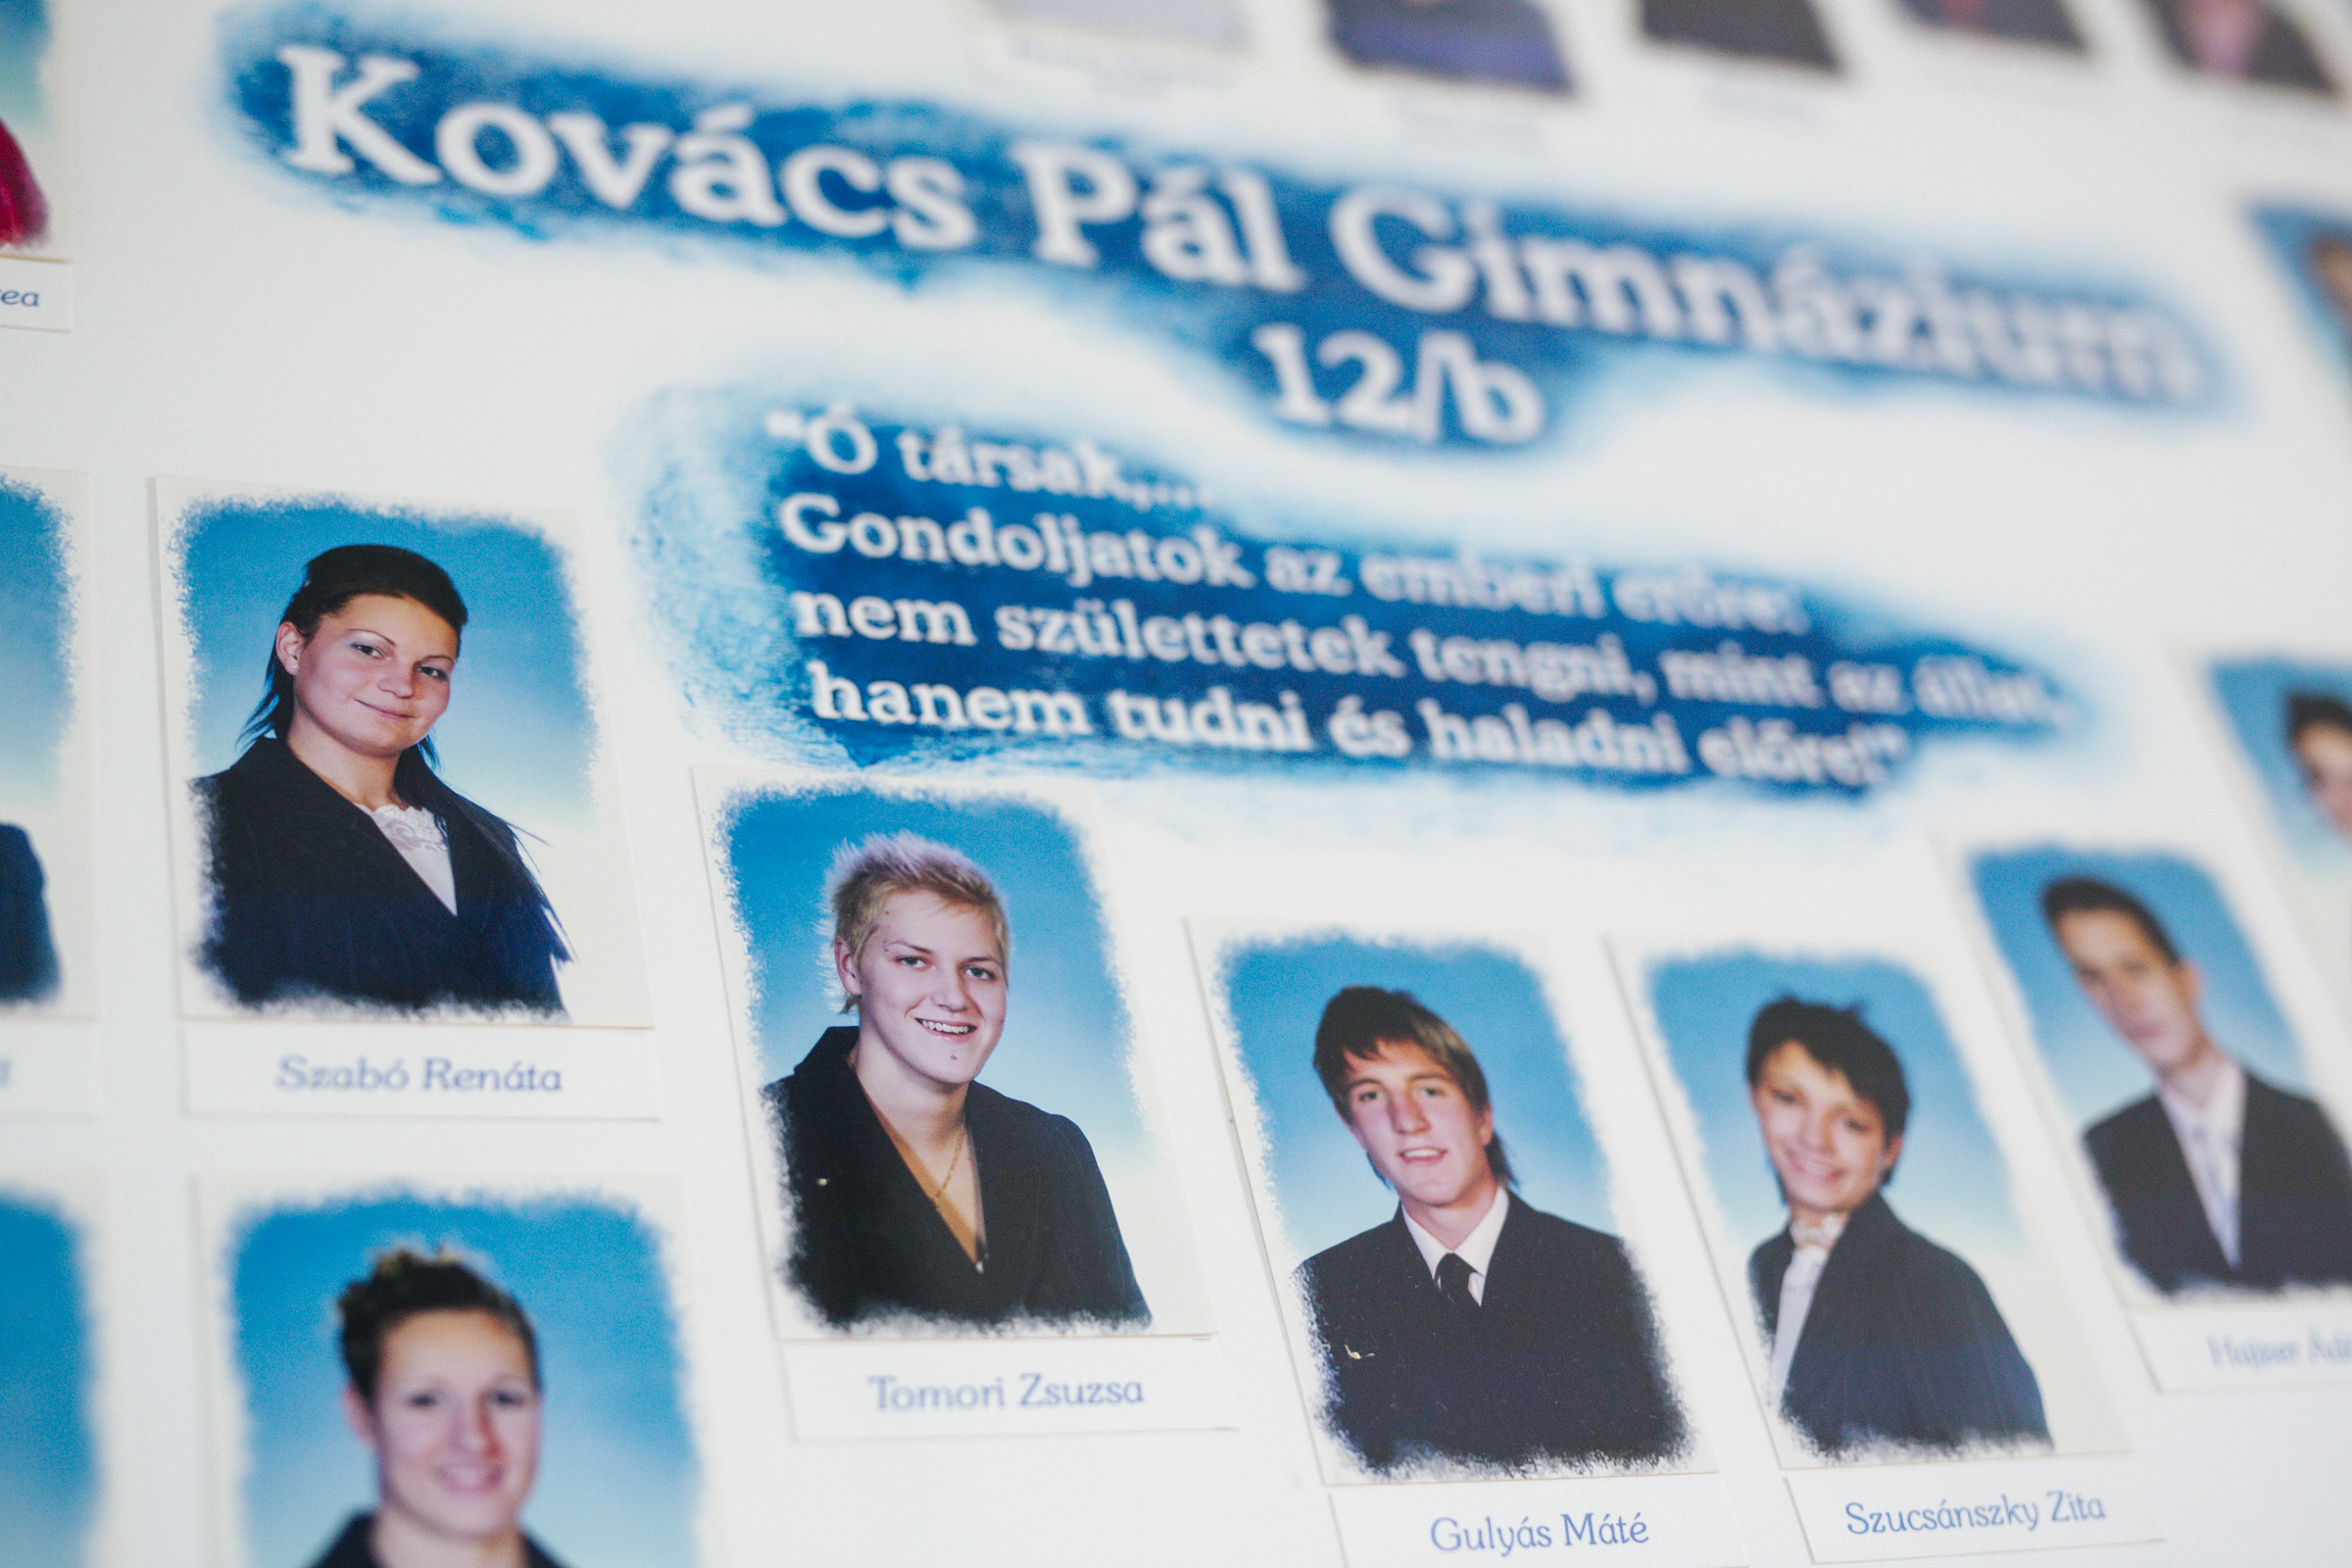 Kovács Pál Gimnázium
12/b
"Ó társak,...
Gondoljatok az emberi erőre:
nem születtetek tengni, mint az állat,
hanem tudni és haladni előre!"
Szabó Renáta
Tomori Zsuzsa
Gulyás Máté
Szucsánszky Zita